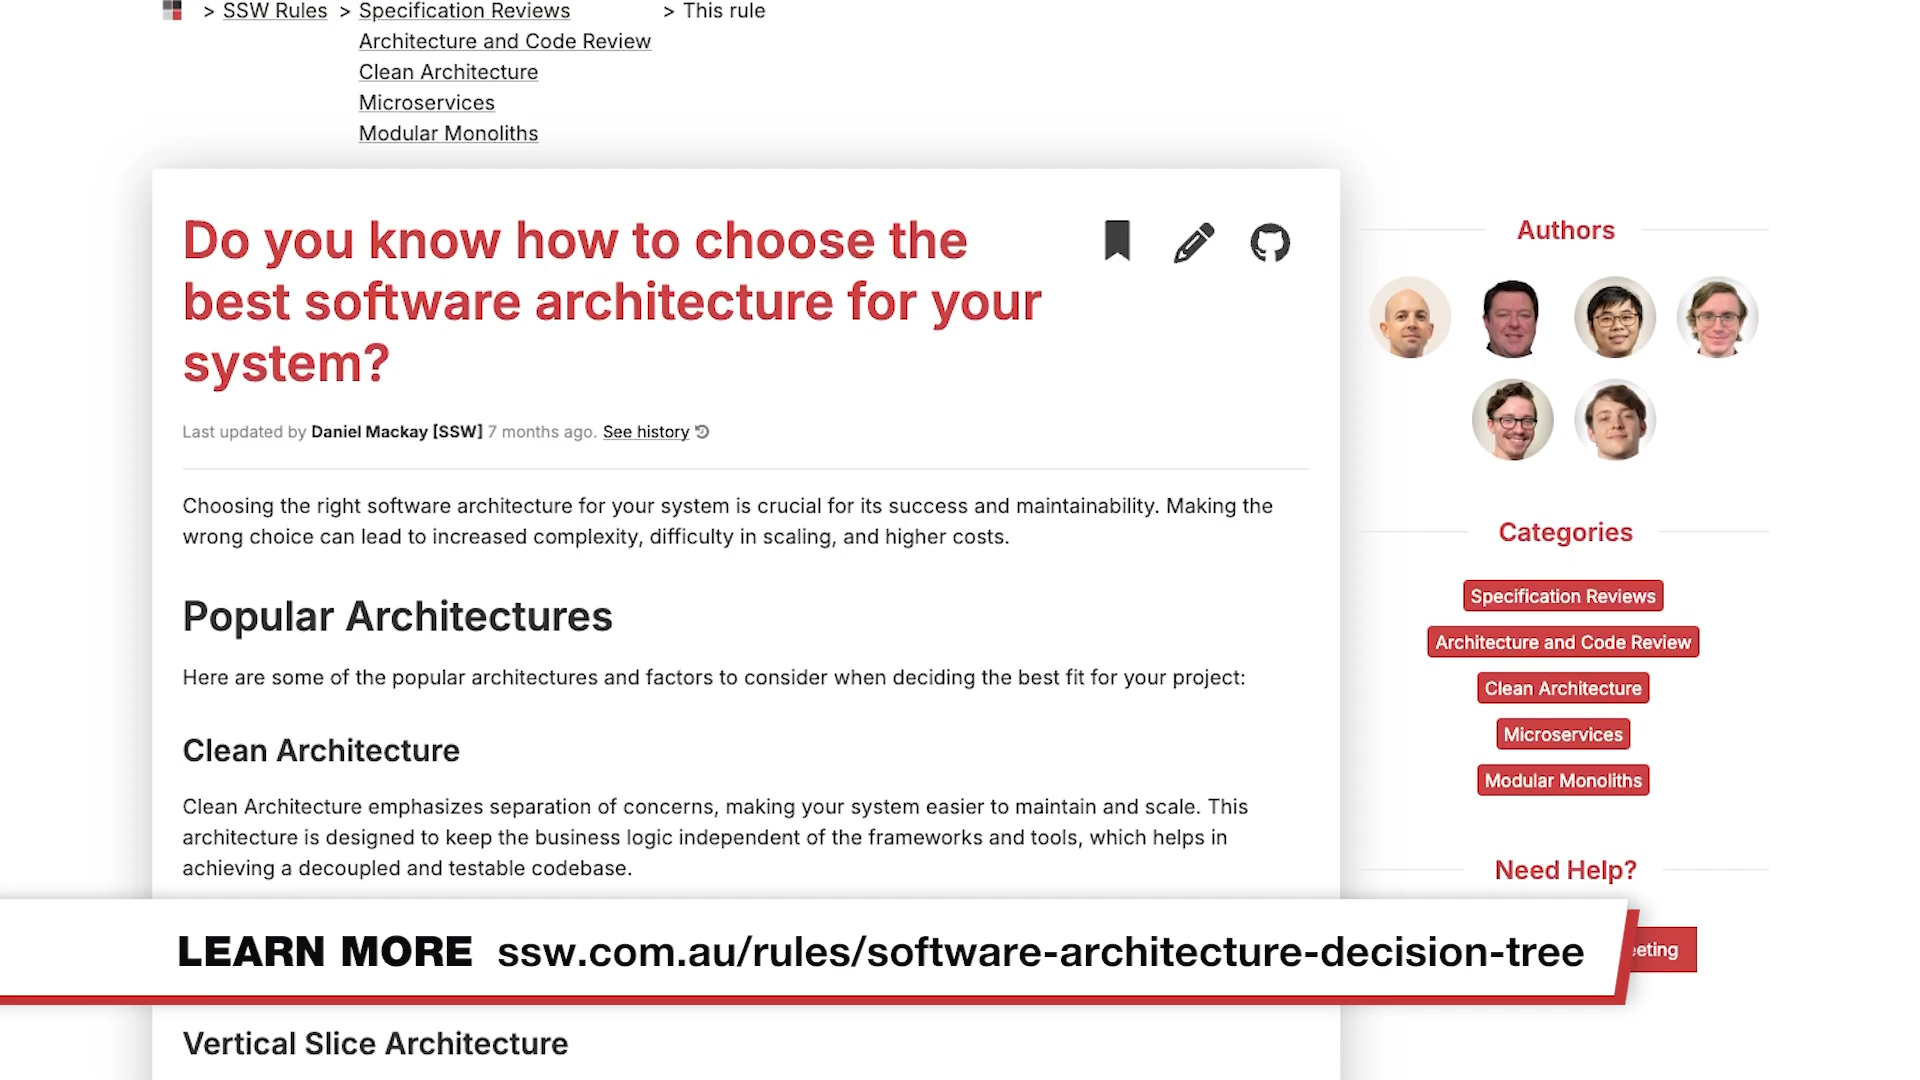 > SSW Rules > Specification Reviews > This rule
Architecture and Code Review
Clean Architecture
Microservices
Modular Monoliths
Do you know how to choose the
best software architecture for your
system?
Last updated by Daniel Mackay [SSW] 7 months ago. See history
Choosing the right software architecture for your system is crucial for its success and maintainability. Making the
wrong choice can lead to increased complexity, difficulty in scaling, and higher costs.
Popular Architectures
Here are some of the popular architectures and factors to consider when deciding the best fit for your project:
Clean Architecture
Clean Architecture emphasizes separation of concerns, making your system easier to maintain and scale. This
architecture is designed to keep the business logic independent of the frameworks and tools, which helps in
achieving a decoupled and testable codebase.
Vertical Slice Architecture
Authors
Categories
Specification Reviews
Architecture and Code Review
Clean Architecture
Microservices
Modular Monoliths
Need Help?
LEARN MORE ssw.com.au/rules/software-architecture-decision-tree